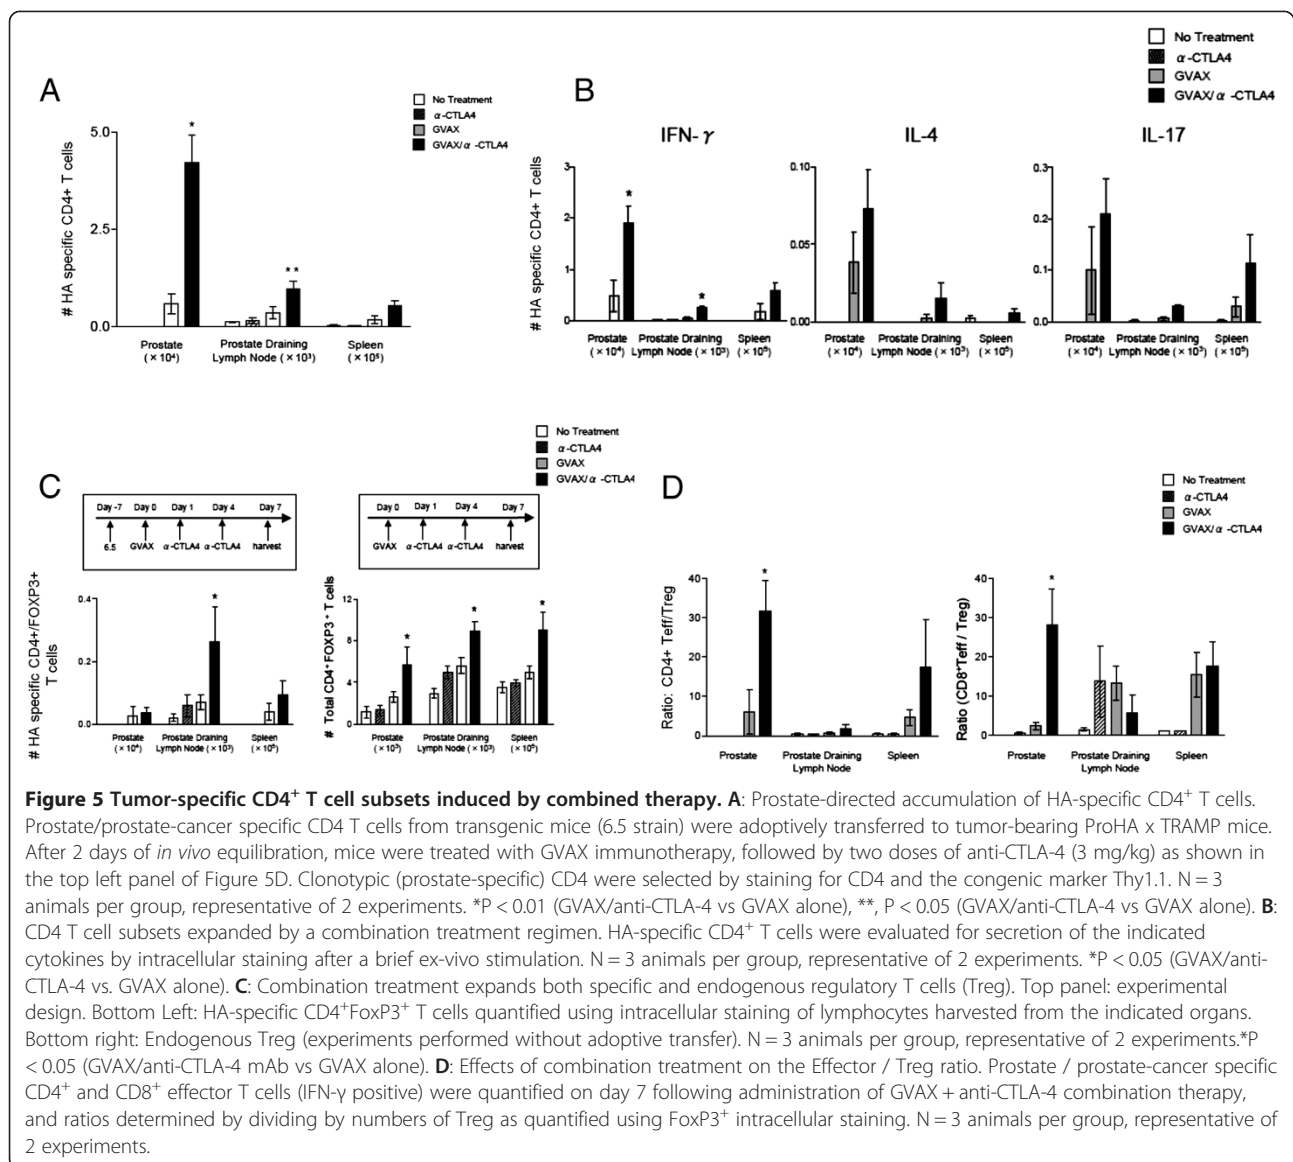 No Treatment
α-CTLA4
GVAX
GVAX/α-CTLA4
A
No Treatment
α-CTLA4
GVAX
GVAX/α-CTLA4
# HA specific CD4+ T cells
5.0
2.5
0.0
*
**
Prostate Prostate Draining Spleen
(×10⁴) Lymph Node (×10³) (×10⁵)
B
IFN-γ IL-4 IL-17
# HA specific CD4+ T cells
3
2
1
0
*
*
Prostate Prostate Draining Spleen
(×10⁴) Lymph Node (×10³) (×10⁵)
0.10
0.05
0.00
Prostate Prostate Draining Spleen
(×10⁴) Lymph Node (×10³) (×10⁵)
0.3
0.2
0.1
0.0
Prostate Prostate Draining Spleen
(×10⁴) Lymph Node (×10³) (×10⁵)
C
No Treatment
α-CTLA4
GVAX
GVAX/α-CTLA4
Day -7 Day 0 Day 1 Day 4 Day 7
6.5 GVAX α-CTLA4 α-CTLA4 harvest
Day 0 Day 1 Day 4 Day 7
GVAX α-CTLA4 α-CTLA4 harvest
# HA specific CD4+/FOXP3+
T cells
0.4
0.2
0.0
*
Prostate Prostate Draining Spleen
(×10⁴) Lymph Node (×10³) (×10⁵)
# Total CD4⁺FOXP3⁺ T cells
12
8
4
0
*
*
*
Prostate Prostate Draining Spleen
(×10³) Lymph Node (×10³) (×10⁵)
D
No Treatment
α-CTLA4
GVAX
GVAX/α-CTLA4
Ratio: CD4+ Teff/Treg
40
30
20
10
0
*
Prostate Prostate Draining Spleen
Lymph Node
Ratio (CD8⁺Teff / Treg)
40
30
20
10
0
*
Prostate Prostate Draining Spleen
Lymph Node
Figure 5 Tumor-specific CD4⁺ T cell subsets induced by combined therapy. A: Prostate-directed accumulation of HA-specific CD4⁺ T cells.
Prostate/prostate-cancer specific CD4 T cells from transgenic mice (6.5 strain) were adoptively transferred to tumor-bearing ProHA x TRAMP mice.
After 2 days of in vivo equilibration, mice were treated with GVAX immunotherapy, followed by two doses of anti-CTLA-4 (3 mg/kg) as shown in
the top left panel of Figure 5D. Clonotypic (prostate-specific) CD4 were selected by staining for CD4 and the congenic marker Thy1.1. N = 3
animals per group, representative of 2 experiments. *P < 0.01 (GVAX/anti-CTLA-4 vs GVAX alone), **, P < 0.05 (GVAX/anti-CTLA-4 vs GVAX alone). B:
CD4 T cell subsets expanded by a combination treatment regimen. HA-specific CD4⁺ T cells were evaluated for secretion of the indicated
cytokines by intracellular staining after a brief ex-vivo stimulation. N = 3 animals per group, representative of 2 experiments. *P < 0.05 (GVAX/anti-
CTLA-4 vs. GVAX alone). C: Combination treatment expands both specific and endogenous regulatory T cells (Treg). Top panel: experimental
design. Bottom Left: HA-specific CD4⁺FoxP3⁺ T cells quantified using intracellular staining of lymphocytes harvested from the indicated organs.
Bottom right: Endogenous Treg (experiments performed without adoptive transfer). N = 3 animals per group, representative of 2 experiments.*P
< 0.05 (GVAX/anti-CTLA-4 mAb vs GVAX alone). D: Effects of combination treatment on the Effector / Treg ratio. Prostate / prostate-cancer specific
CD4⁺ and CD8⁺ effector T cells (IFN-γ positive) were quantified on day 7 following administration of GVAX + anti-CTLA-4 combination therapy,
and ratios determined by dividing by numbers of Treg as quantified using FoxP3⁺ intracellular staining. N = 3 animals per group, representative of
2 experiments.